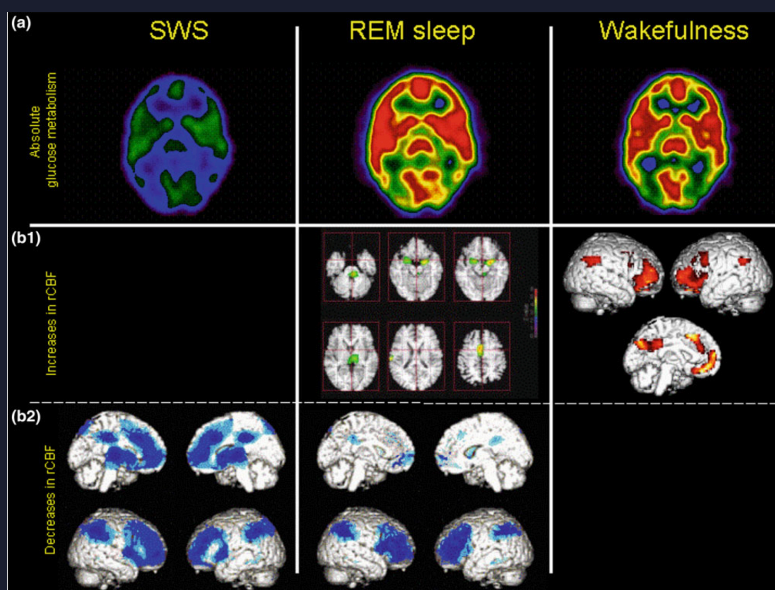 (a)
SWS
REM sleep
Wakefulness
Absolute
glucose metabolism
(b1)
Increases in rCBF
(b2)
Decreases in rCBF